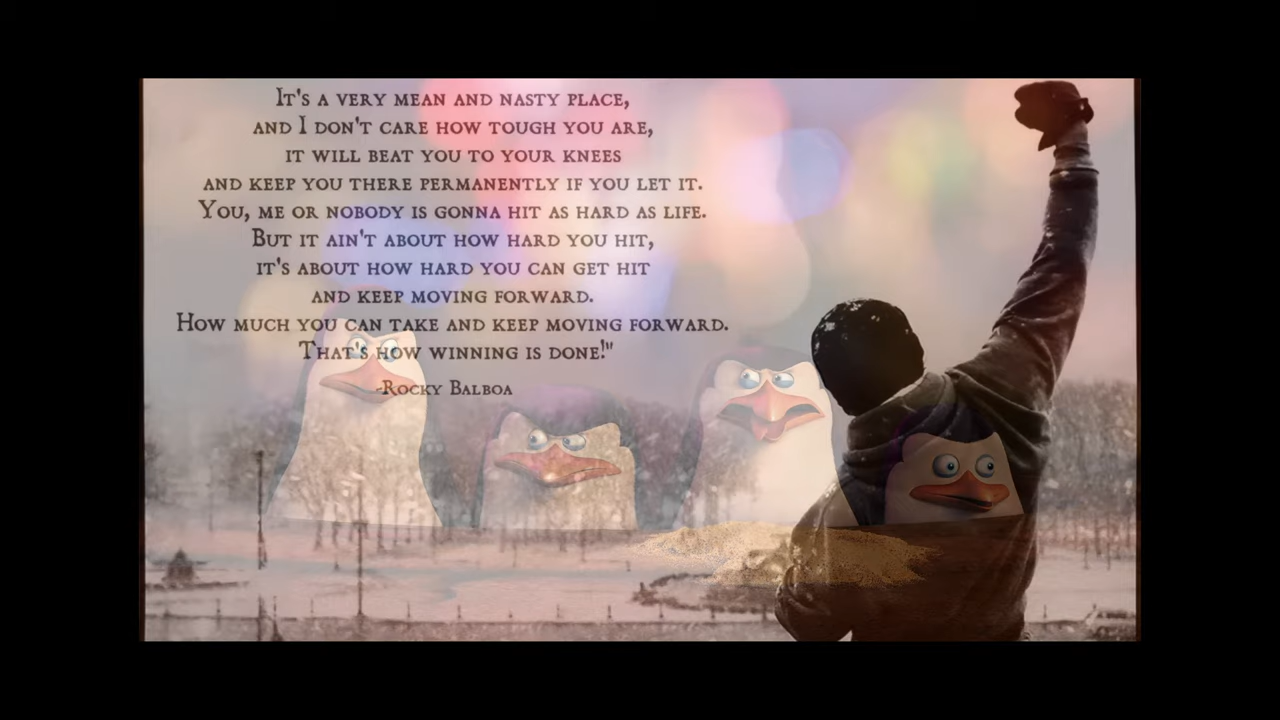 It's a very mean and nasty place,
and I don't care how tough you are,
it will beat you to your knees
and keep you there permanently if you let it.
You, me or nobody is gonna hit as hard as life.
But it ain't about how hard you hit,
it's about how hard you can get hit
and keep moving forward.
How much you can take and keep moving forward.
That's how winning is done!"
-Rocky Balboa